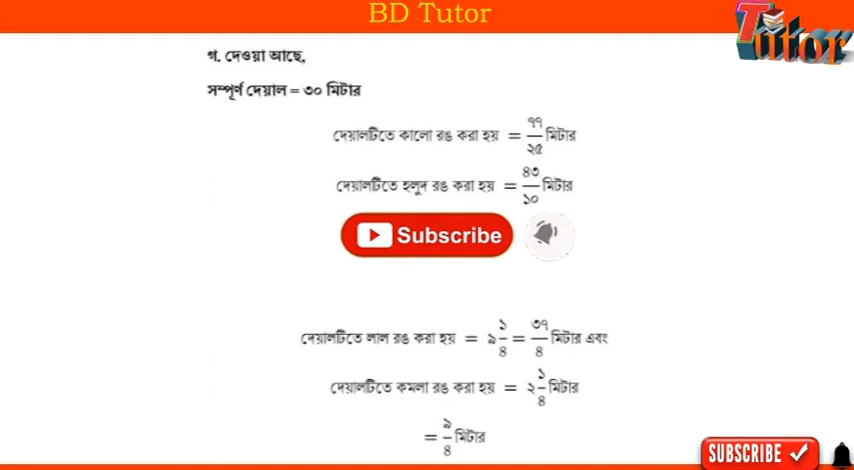 BD Tutor
Tutor
গ. দেওয়া আছে,
সম্পূর্ণ দেয়াল = ৩০ মিটার
দেয়ালটিতে কালো রঙ করা হয় = ৭৭/২৫ মিটার
দেয়ালটিতে হলুদ রঙ করা হয় = ৪৩/১০ মিটার
Subscribe
দেয়ালটিতে লাল রঙ করা হয় = ৯ ১/৪ = ৩৭/৪ মিটার এবং
দেয়ালটিতে কমলা রঙ করা হয় = ২ ১/৪ মিটার
= ৯/৪ মিটার
SUBSCRIBE